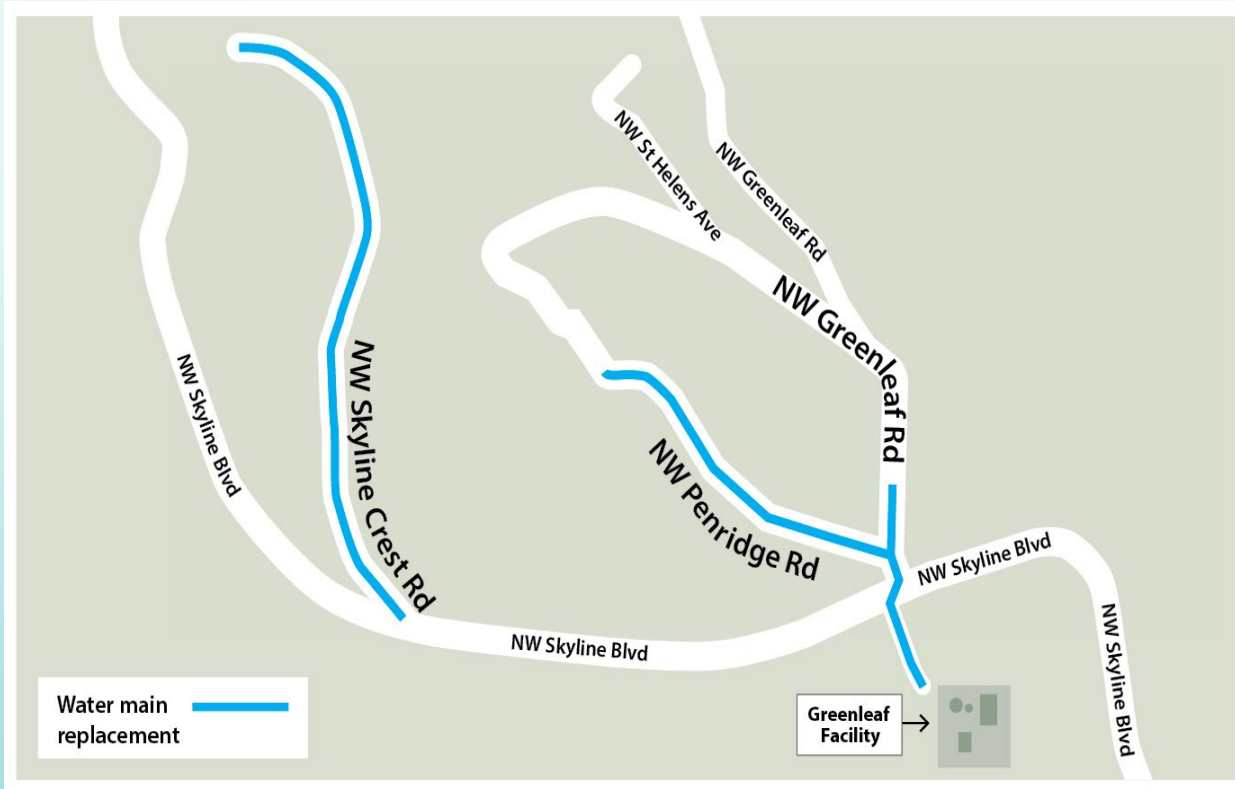 NW St Helens Ave
NW Greenleaf Rd
NW Greenleaf Rd
NW Skyline Blvd
NW Skyline Crest Rd
NW Penridge Rd
NW Skyline Blvd
NW Skyline Blvd
NW Skyline Blvd
Water main
replacement
Greenleaf
Facility